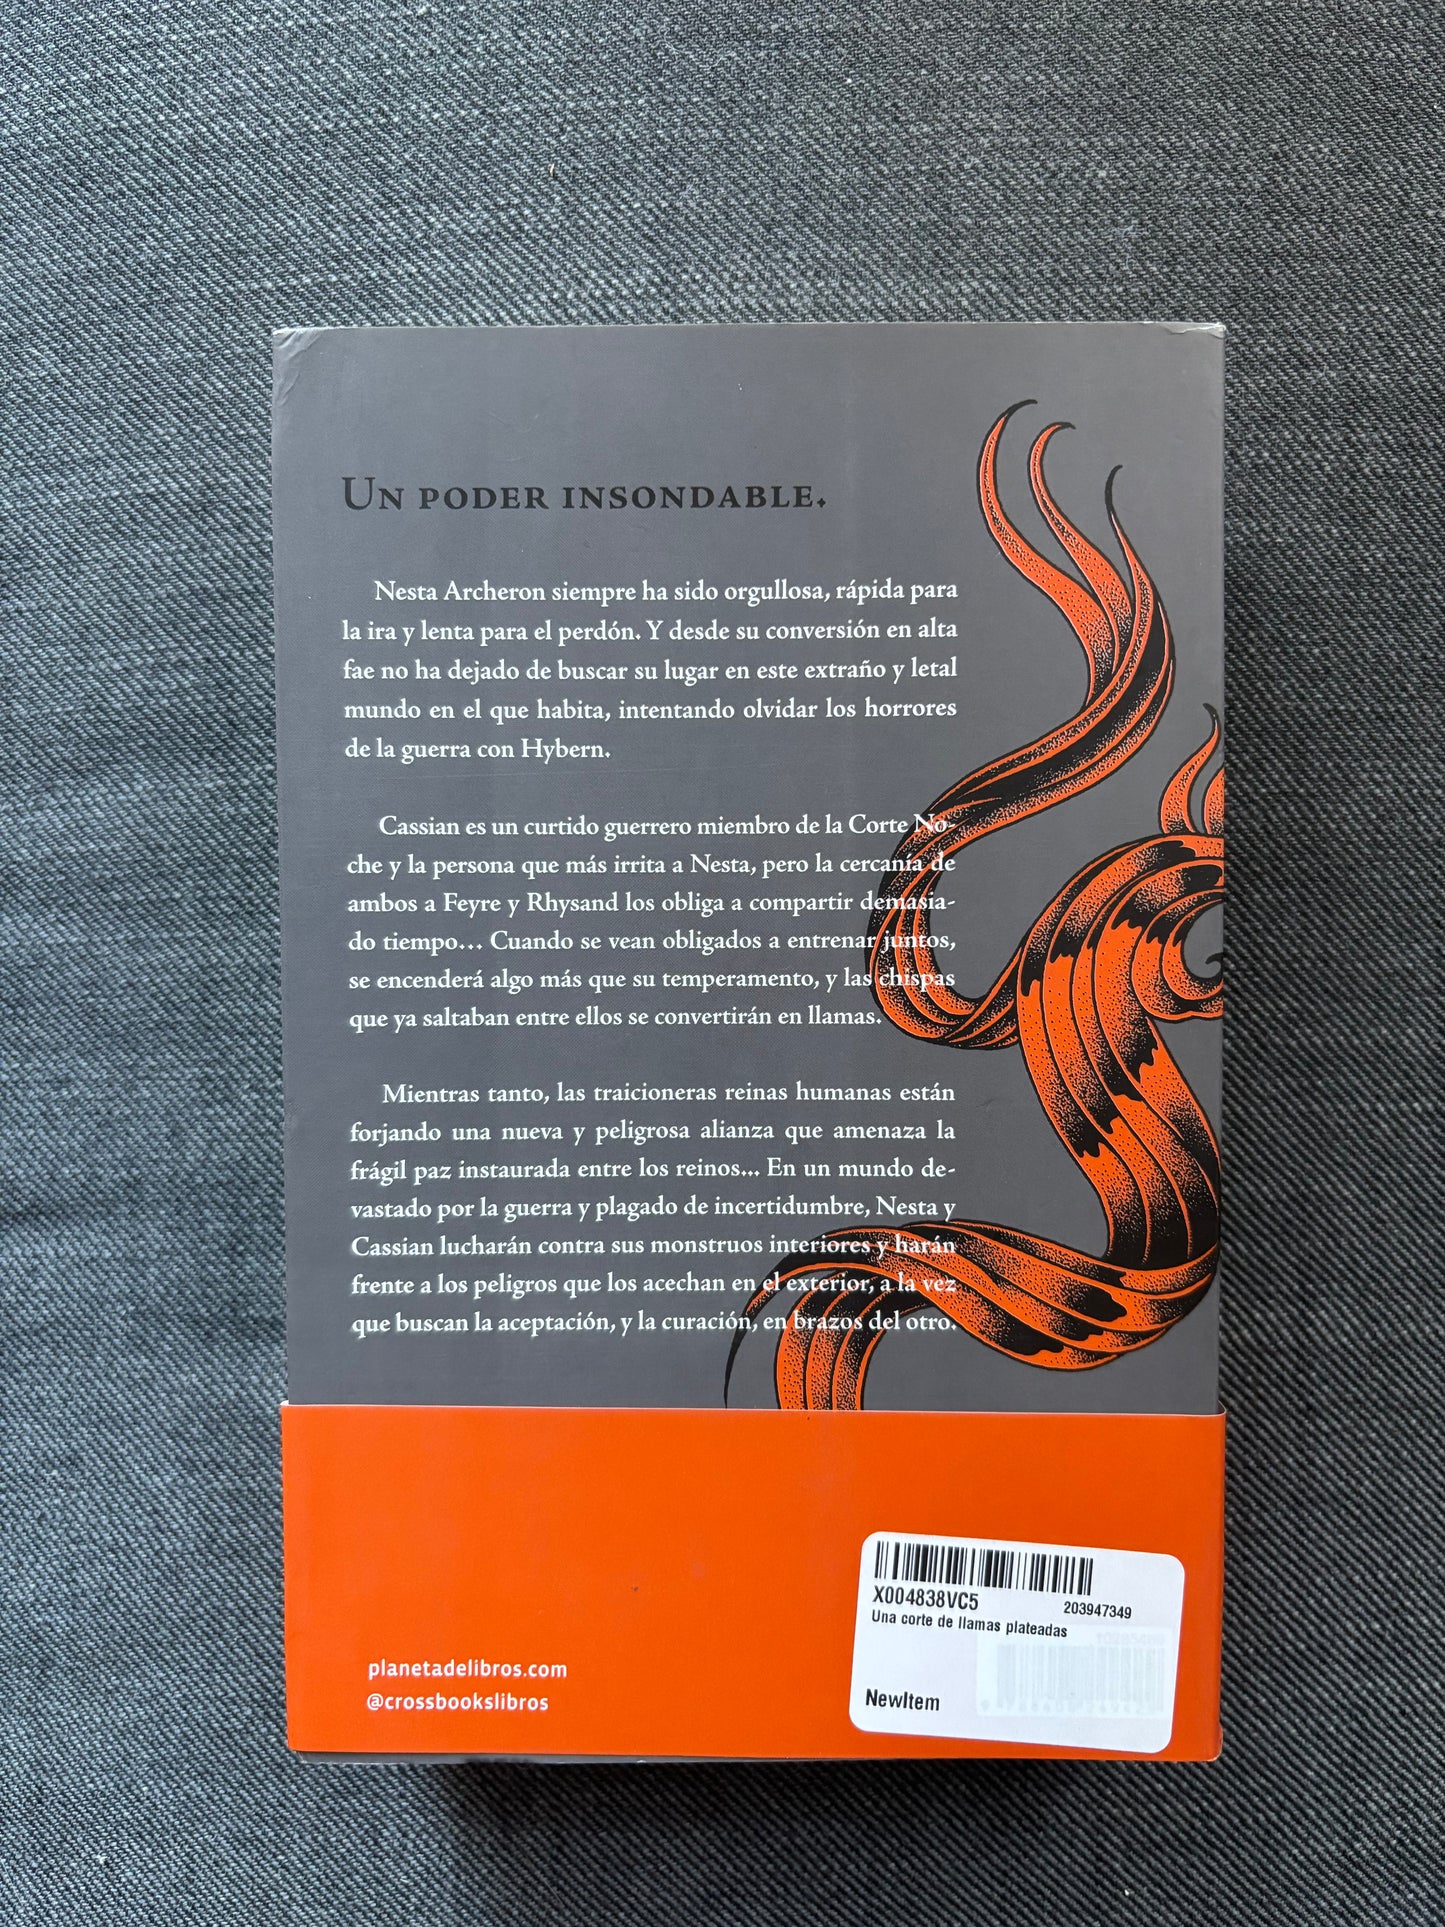 Un poder insondable.
Nesta Archeron siempre ha sido orgullosa, rápida para
la ira y lenta para el perdón. Y desde su conversión en alta
fae no ha dejado de buscar su lugar en este extraño y letal
mundo en el que habita, intentando olvidar los horrores
de la guerra con Hybern.
Cassian es un curtido guerrero miembro de la Corte No-
che y la persona que más irrita a Nesta, pero la cercanía de
ambos a Feyre y Rhysand los obliga a compartir demasia-
do tiempo... Cuando se vean obligados a entrenar juntos,
se encenderá algo más que su temperamento, y las chispas
que ya saltaban entre ellos se convertirán en llamas.
Mientras tanto, las traicioneras reinas humanas están
forjando una nueva y peligrosa alianza que amenaza la
frágil paz instaurada entre los reinos... En un mundo de-
vastado por la guerra y plagado de incertidumbre, Nesta y
Cassian lucharán contra sus monstruos interiores y harán
frente a los peligros que los acechan en el exterior, a la vez
que buscan la aceptación, y la curación, en brazos del otro.
X004838VC5 203947349
Una corte de llamas plateadas
NewItem
planetadelibros.com
@crossbookslibros